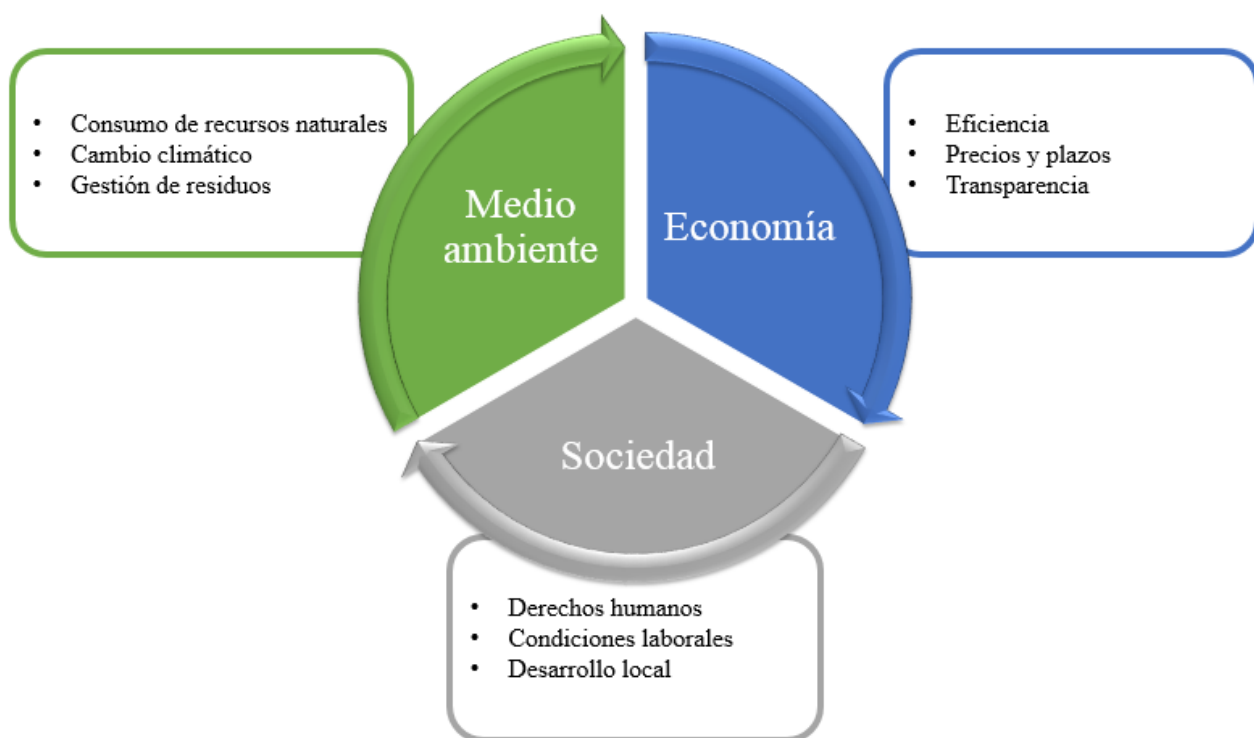 • Consumo de recursos naturales
• Cambio climático
• Gestión de residuos
Medio
ambiente
Economía
• Eficiencia
• Precios y plazos
• Transparencia
Sociedad
• Derechos humanos
• Condiciones laborales
• Desarrollo local